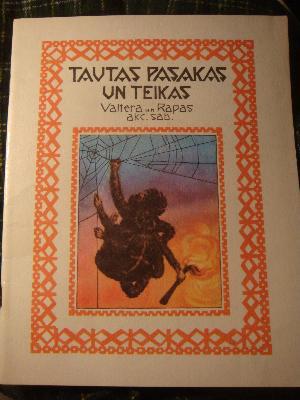 TAUTAS PASAKAS
UN TEIKAS
Valtera un Rapas
akc. sab.